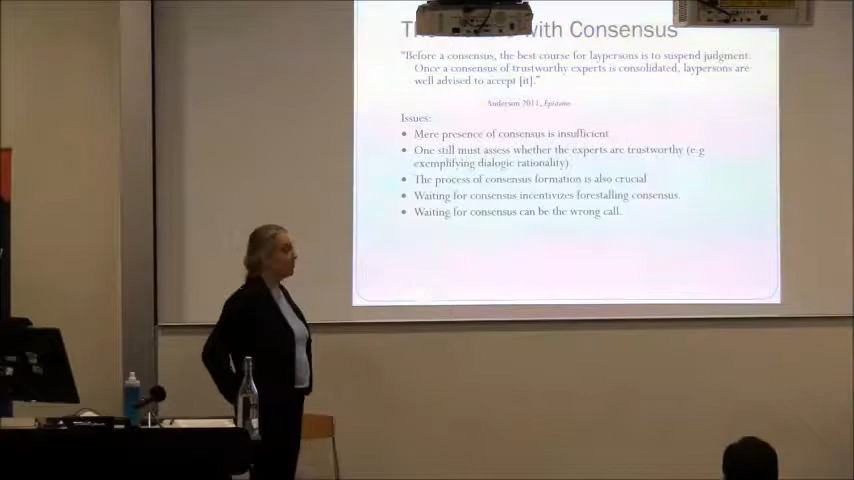 with Consensus
"Before a consensus, the best course for laypersons is to suspend judgment.
Once a consensus of trustworthy experts is consolidated, laypersons are
well advised to accept [it]."
Anderson 2011, Episteme
Issues:
• Mere presence of consensus is insufficient
• One still must assess whether the experts are trustworthy (e.g
exemplifying dialogic rationality)
• The process of consensus formation is also crucial
• Waiting for consensus incentivizes forestalling consensus.
• Waiting for consensus can be the wrong call.